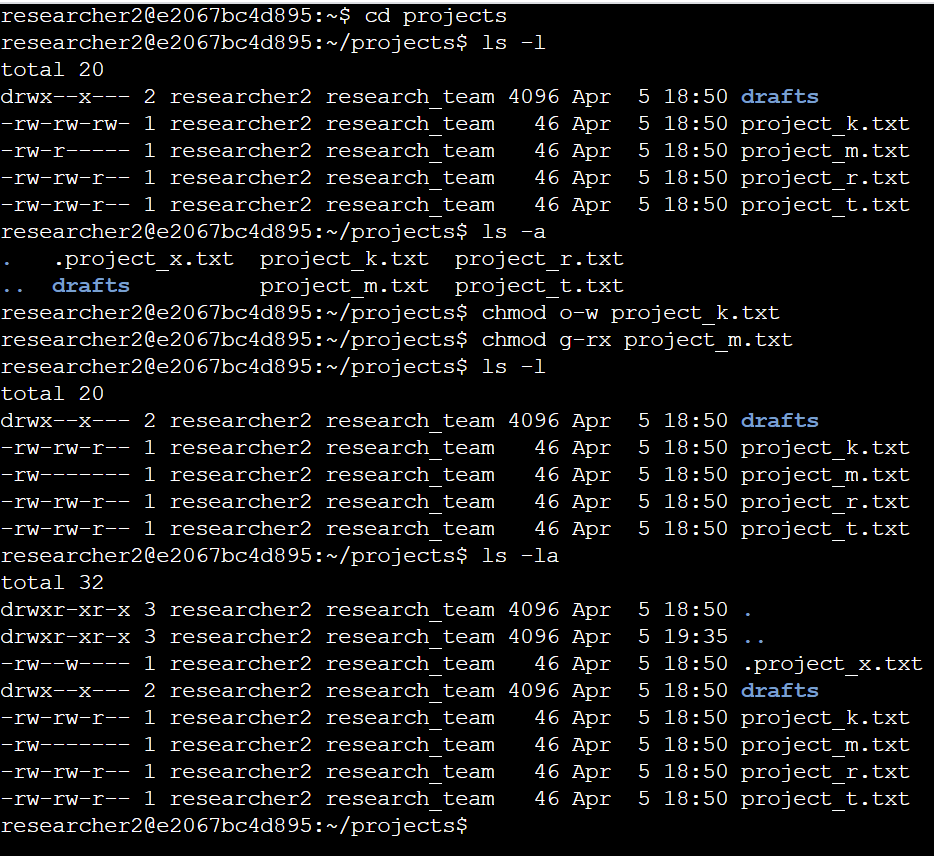 researcher2@e2067bc4d895:~$ cd projects
researcher2@e2067bc4d895:~/projects$ ls -l
total 20
drwx--x--- 2 researcher2 research_team 4096 Apr  5 18:50 drafts
-rw-rw-rw- 1 researcher2 research_team   46 Apr  5 18:50 project_k.txt
-rw-r----- 1 researcher2 research_team   46 Apr  5 18:50 project_m.txt
-rw-rw-r-- 1 researcher2 research_team   46 Apr  5 18:50 project_r.txt
-rw-rw-r-- 1 researcher2 research_team   46 Apr  5 18:50 project_t.txt
researcher2@e2067bc4d895:~/projects$ ls -a
.   .project_x.txt  project_k.txt  project_r.txt
..  drafts          project_m.txt  project_t.txt
researcher2@e2067bc4d895:~/projects$ chmod o-w project_k.txt
researcher2@e2067bc4d895:~/projects$ chmod g-rx project_m.txt
researcher2@e2067bc4d895:~/projects$ ls -l
total 20
drwx--x--- 2 researcher2 research_team 4096 Apr  5 18:50 drafts
-rw-rw-r-- 1 researcher2 research_team   46 Apr  5 18:50 project_k.txt
-rw------- 1 researcher2 research_team   46 Apr  5 18:50 project_m.txt
-rw-rw-r-- 1 researcher2 research_team   46 Apr  5 18:50 project_r.txt
-rw-rw-r-- 1 researcher2 research_team   46 Apr  5 18:50 project_t.txt
researcher2@e2067bc4d895:~/projects$ ls -la
total 32
drwxr-xr-x 3 researcher2 research_team 4096 Apr  5 18:50 .
drwxr-xr-x 3 researcher2 research_team 4096 Apr  5 19:35 ..
-rw--w---- 1 researcher2 research_team   46 Apr  5 18:50 .project_x.txt
drwx--x--- 2 researcher2 research_team 4096 Apr  5 18:50 drafts
-rw-rw-r-- 1 researcher2 research_team   46 Apr  5 18:50 project_k.txt
-rw------- 1 researcher2 research_team   46 Apr  5 18:50 project_m.txt
-rw-rw-r-- 1 researcher2 research_team   46 Apr  5 18:50 project_r.txt
-rw-rw-r-- 1 researcher2 research_team   46 Apr  5 18:50 project_t.txt
researcher2@e2067bc4d895:~/projects$